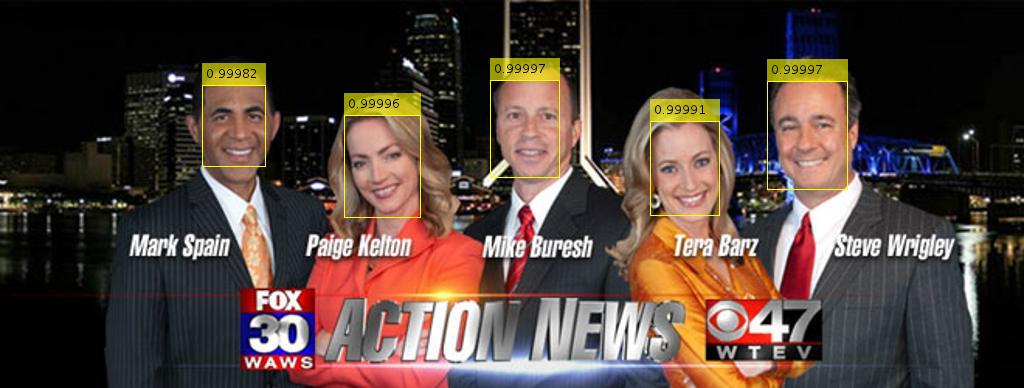 0.99982
0.99996
0.99997
0.99991
0.99997
Mark Spain
Paige Kelton
Mike Buresh
Tera Barz
Steve Wrigley
FOX
30
WAWS
ACTION NEWS
47
WTEV